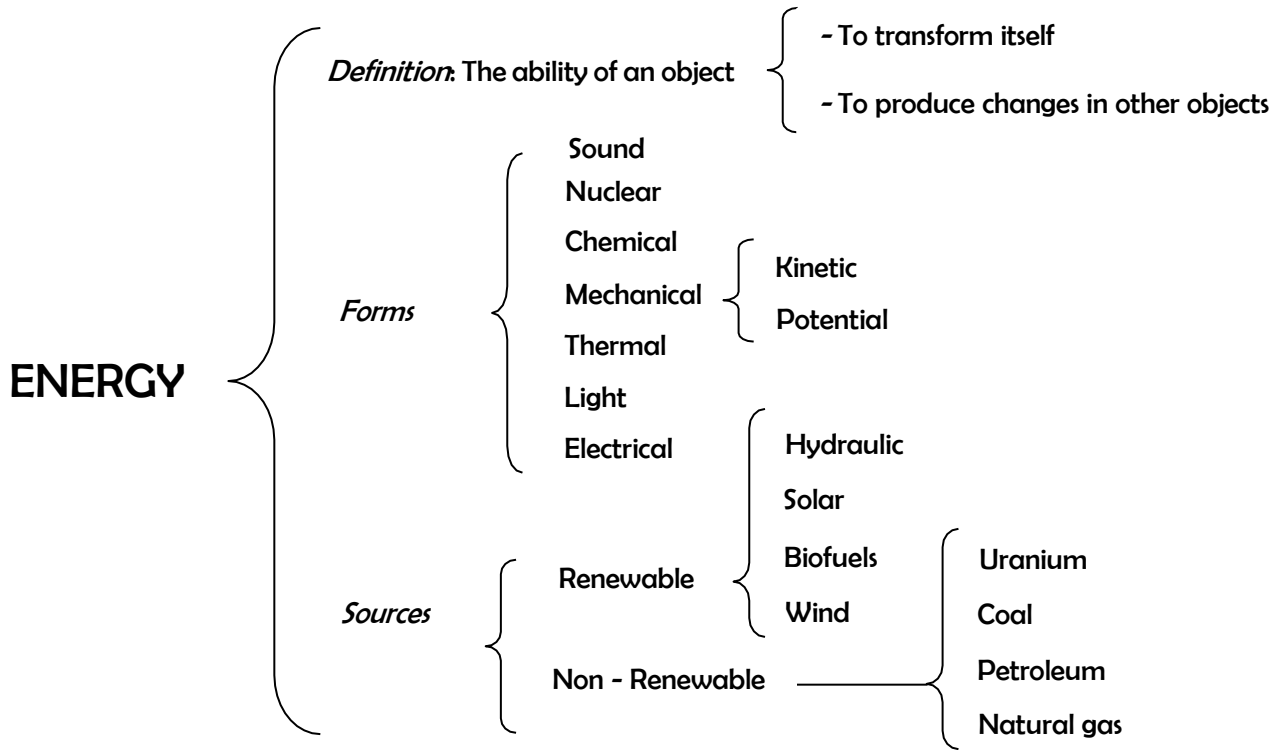 ENERGY
Definition: The ability of an object
- To transform itself
- To produce changes in other objects
Forms
Sound
Nuclear
Chemical
Mechanical
Kinetic
Potential
Thermal
Light
Electrical
Sources
Renewable
Hydraulic
Solar
Biofuels
Wind
Non - Renewable
Uranium
Coal
Petroleum
Natural gas